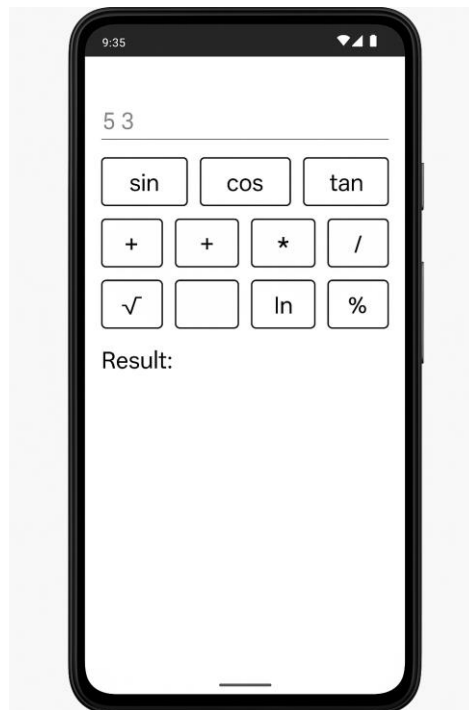 9:35
5 3
sin cos tan
+ + * /
√ ln %
Result: